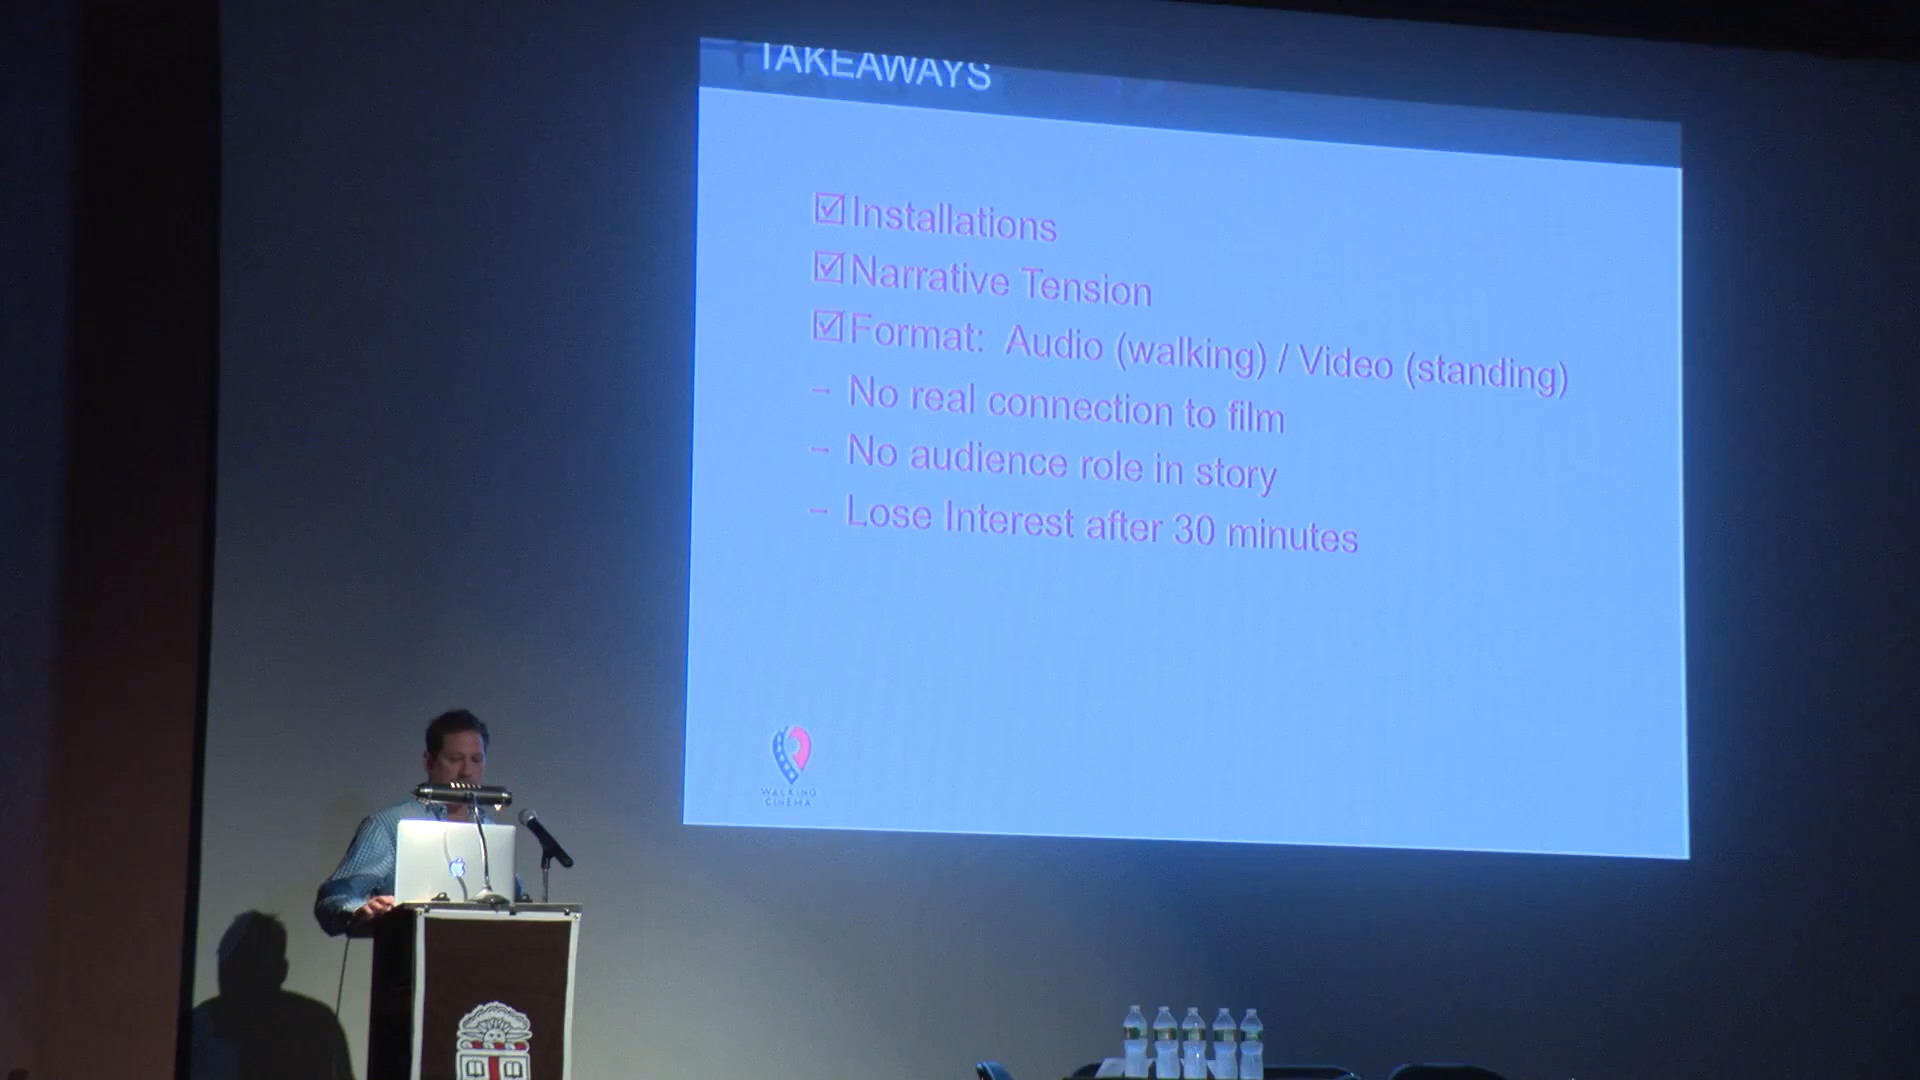 TAKEAWAYS
☑Installations
☑Narrative Tension
☑Format: Audio (walking) / Video (standing)
– No real connection to film
– No audience role in story
– Lose Interest after 30 minutes
WALKING
CINEMA